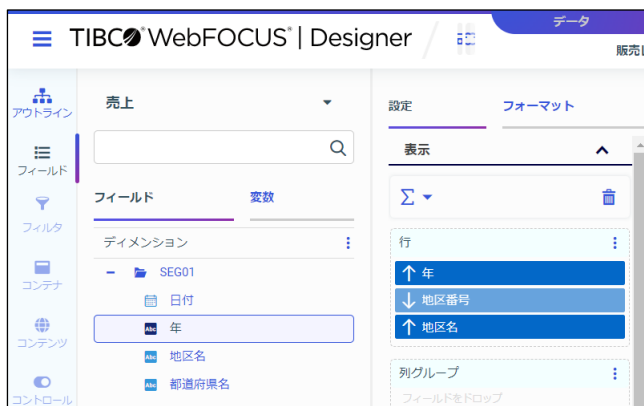 データ
TIBCO® WebFOCUS® | Designer
アウトライン
フィールド
フィルタ
コンテナ
コンテンツ
コントロール
売上
フィールド
変数
ディメンション
SEG01
日付
Abc 年
Abc 地区名
Abc 都道府県名
設定
フォーマット
表示
Σ
行
↑ 年
↓ 地区番号
↑ 地区名
列グループ
フィールドをドロップ